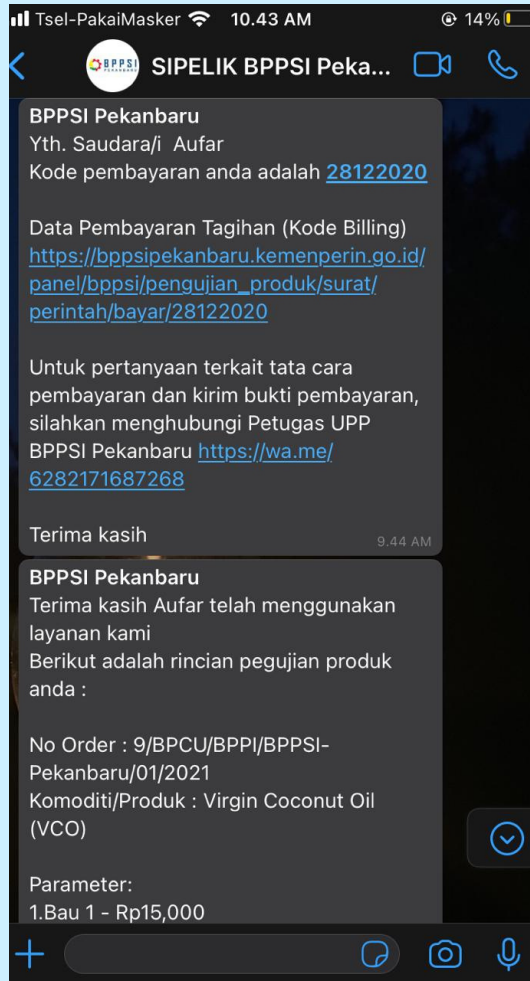 Tsel-PakaiMasker 10.43 AM 14%
BPPSI SIPELIK BPPSI Peka...
BPPSI Pekanbaru
Yth. Saudara/i Aufar
Kode pembayaran anda adalah 28122020
Data Pembayaran Tagihan (Kode Billing)
https://bppsipekanbaru.kemenperin.go.id/
panel/bppsi/pengujian_produk/surat/
perintah/bayar/28122020
Untuk pertanyaan terkait tata cara
pembayaran dan kirim bukti pembayaran,
silahkan menghubungi Petugas UPP
BPPSI Pekanbaru https://wa.me/
6282171687268
Terima kasih 9.44 AM
BPPSI Pekanbaru
Terima kasih Aufar telah menggunakan
layanan kami
Berikut adalah rincian pegujian produk
anda :
No Order : 9/BPCU/BPPI/BPPSI-
Pekanbaru/01/2021
Komoditi/Produk : Virgin Coconut Oil
(VCO)
Parameter:
1.Bau 1 - Rp15,000